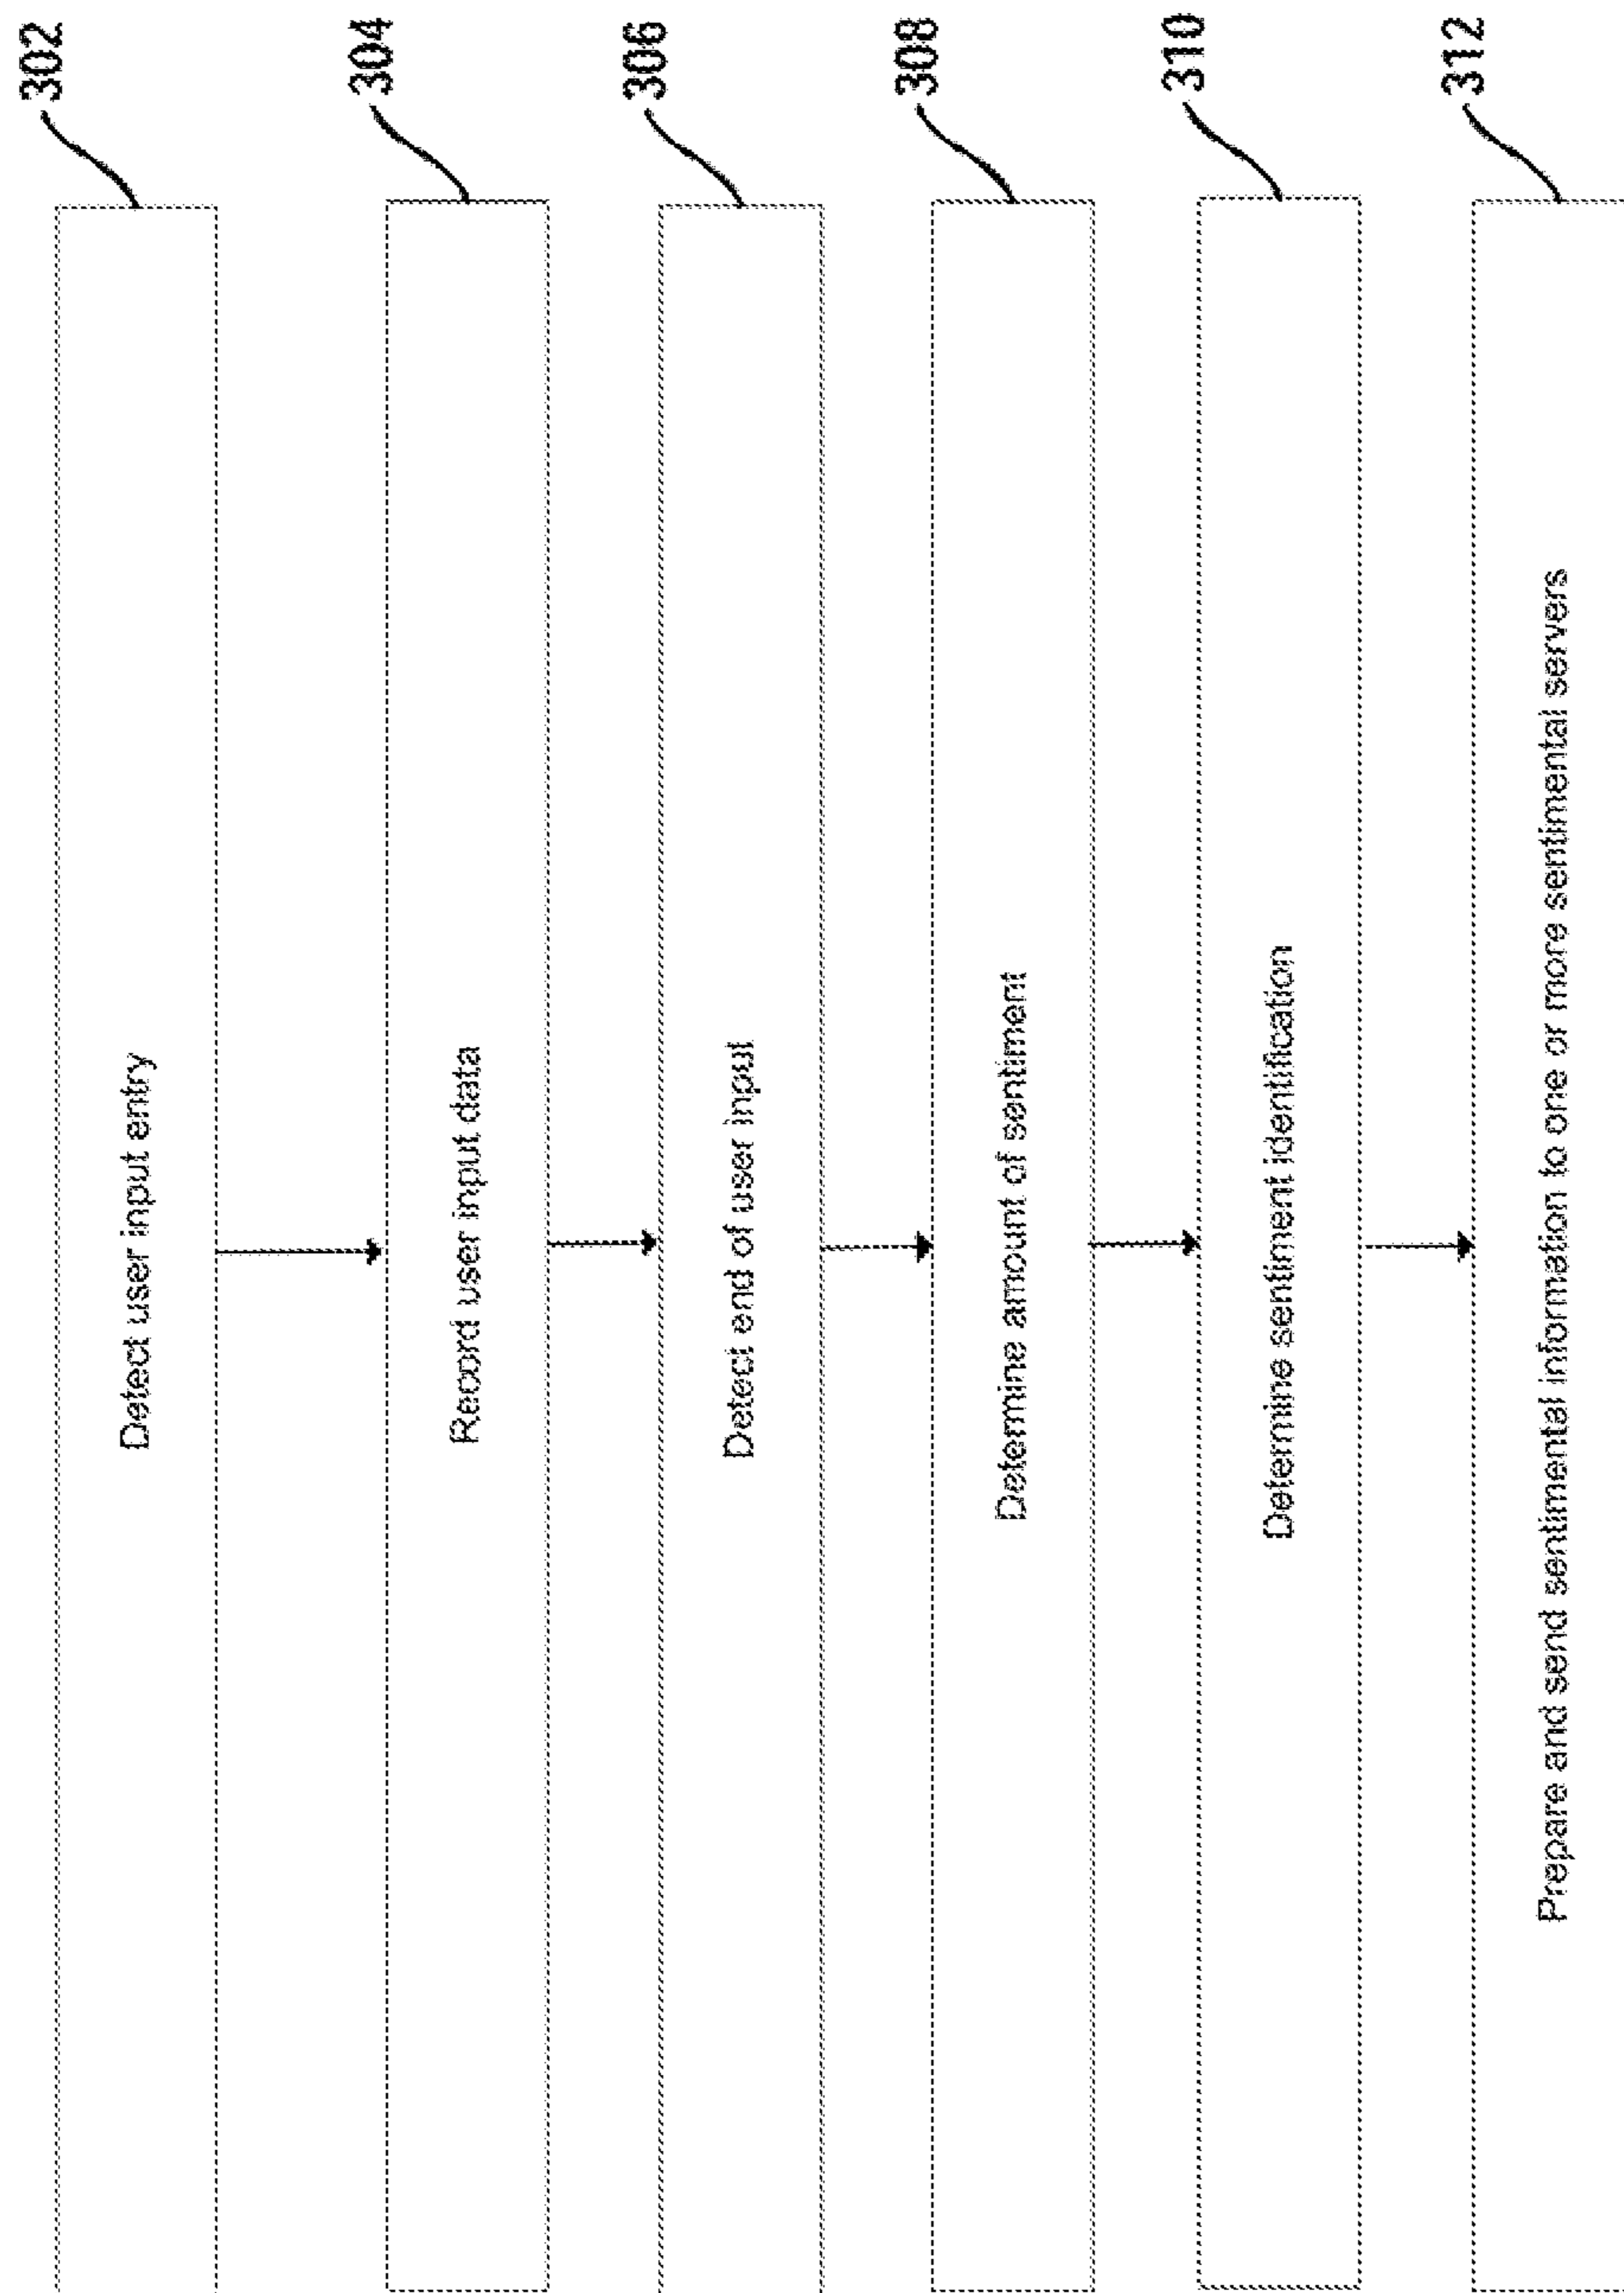 302
Detect user input entry
304
Record user input data
306
Detect end of user input
308
Determine amount of sentiment
310
Determine sentiment identification
312
Prepare and send sentimental information to one or more sentimental servers